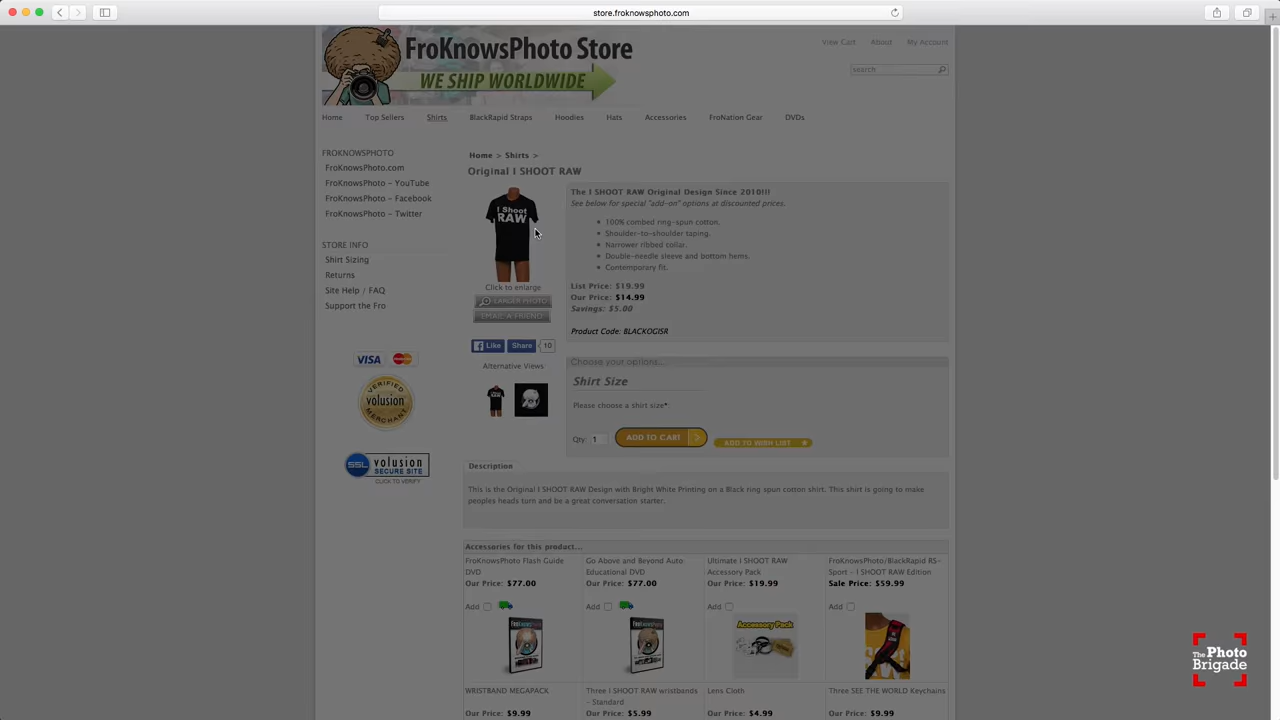 store.froknowsphoto.com
FroKnowsPhoto Store
WE SHIP WORLDWIDE
View Cart About My Account
search
Home Top Sellers Shirts BlackRapid Straps Hoodies Hats Accessories FroNation Gear DVDs
FROKNOWSPHOTO
FroKnowsPhoto.com
FroKnowsPhoto - YouTube
FroKnowsPhoto - Facebook
FroKnowsPhoto - Twitter
STORE INFO
Shirt Sizing
Returns
Site Help / FAQ
Support the Fro
VISA MasterCard
VERIFIED
volusion
MERCHANT
SSL volusion
SECURE SITE
CLICK TO VERIFY
Home > Shirts >
Original I SHOOT RAW
I Shoot
RAW
Click to enlarge
LARGER PHOTO
EMAIL A FRIEND
Like Share 10
Alternative Views
The I SHOOT RAW Original Design Since 2010!!!
See below for special "add-on" options at discounted prices.
100% combed ring-spun cotton.
Shoulder-to-shoulder taping.
Narrower ribbed collar.
Double-needle sleeve and bottom hems.
Contemporary fit.
List Price: $19.99
Our Price: $14.99
Savings: $5.00
Product Code: BLACKOGISR
Choose your options...
Shirt Size
Please choose a shirt size*:
Qty: 1 ADD TO CART ADD TO WISH LIST
Description
This is the Original I SHOOT RAW Design with Bright White Printing on a Black ring spun cotton shirt. This shirt is going to make
peoples heads turn and be a great conversation starter.
Accessories for this product...
FroKnowsPhoto Flash Guide
DVD
Our Price: $77.00
Add
Go Above and Beyond Auto
Educational DVD
Our Price: $77.00
Add
Ultimate I SHOOT RAW
Accessory Pack
Our Price: $19.99
Add
Accessory Pack
FroKnowsPhoto/BlackRapid RS-
Sport - I SHOOT RAW Edition
Sale Price: $59.99
Add
WRISTBAND MEGAPACK
Our Price: $9.99
Three I SHOOT RAW wristbands
- Standard
Our Price: $5.99
Lens Cloth
Our Price: $4.99
Three SEE THE WORLD Keychains
Our Price: $9.99
The Photo
Brigade